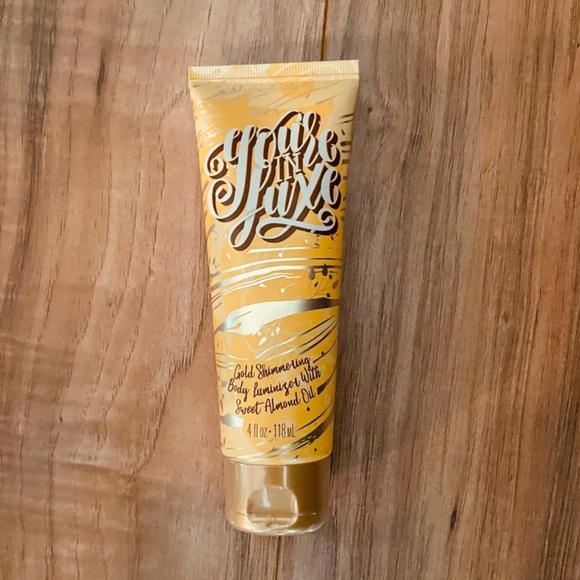 You're
IN
Luxe
Gold Shimmering
Body Luminizer With
Sweet Almond Oil
4 fl oz • 118 mL